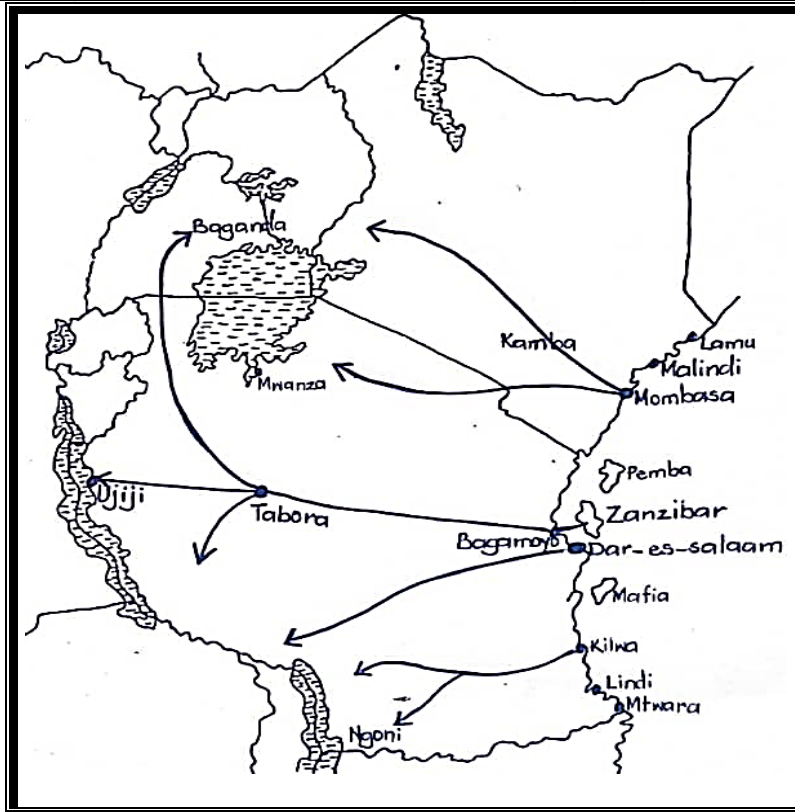 Baganda
Kamba
Lamu
Malindi
Mwanza
Mombasa
Pemba
Ujiji
Tabora
Zanzibar
Bagamoyo
Dar-es-salaam
Mafia
Kilwa
Lindi
Mtwara
Ngoni